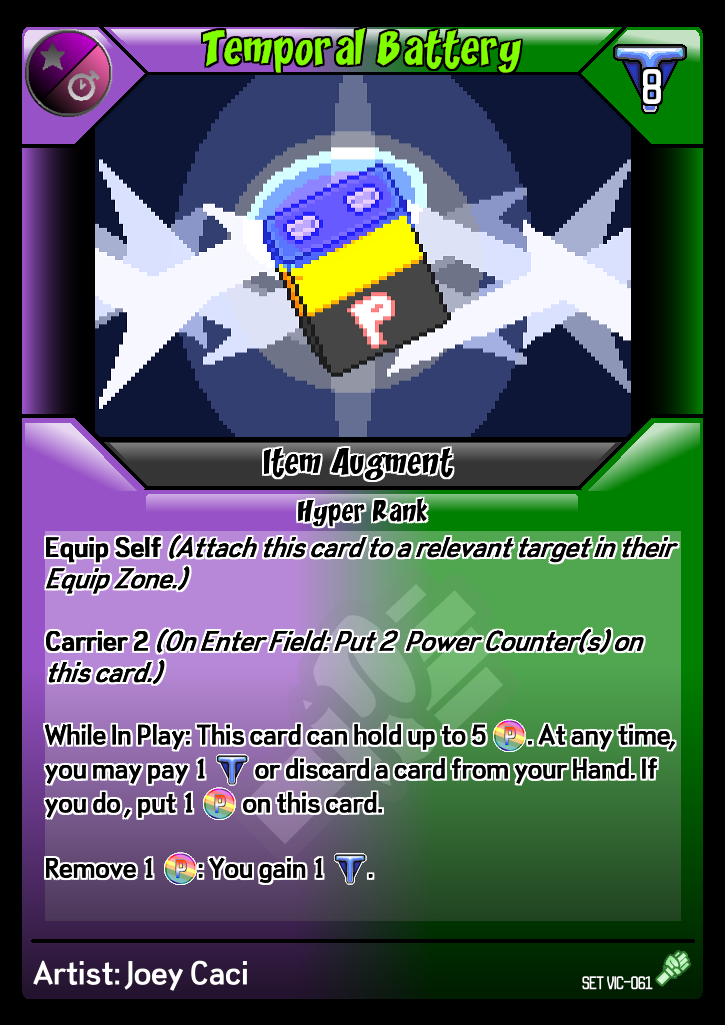 Temporal Battery
8
P
Item Augment
Hyper Rank
Equip Self (Attach this card to a relevant target in their
Equip Zone.)
Carrier 2 (On Enter Field: Put 2 Power Counter(s) on
this card.)
While In Play: This card can hold up to 5 P. At any time,
you may pay 1 T or discard a card from your Hand. If
you do, put 1 P on this card.
Remove 1 P: You gain 1 T.
Artist: Joey Caci
SET VIC-061